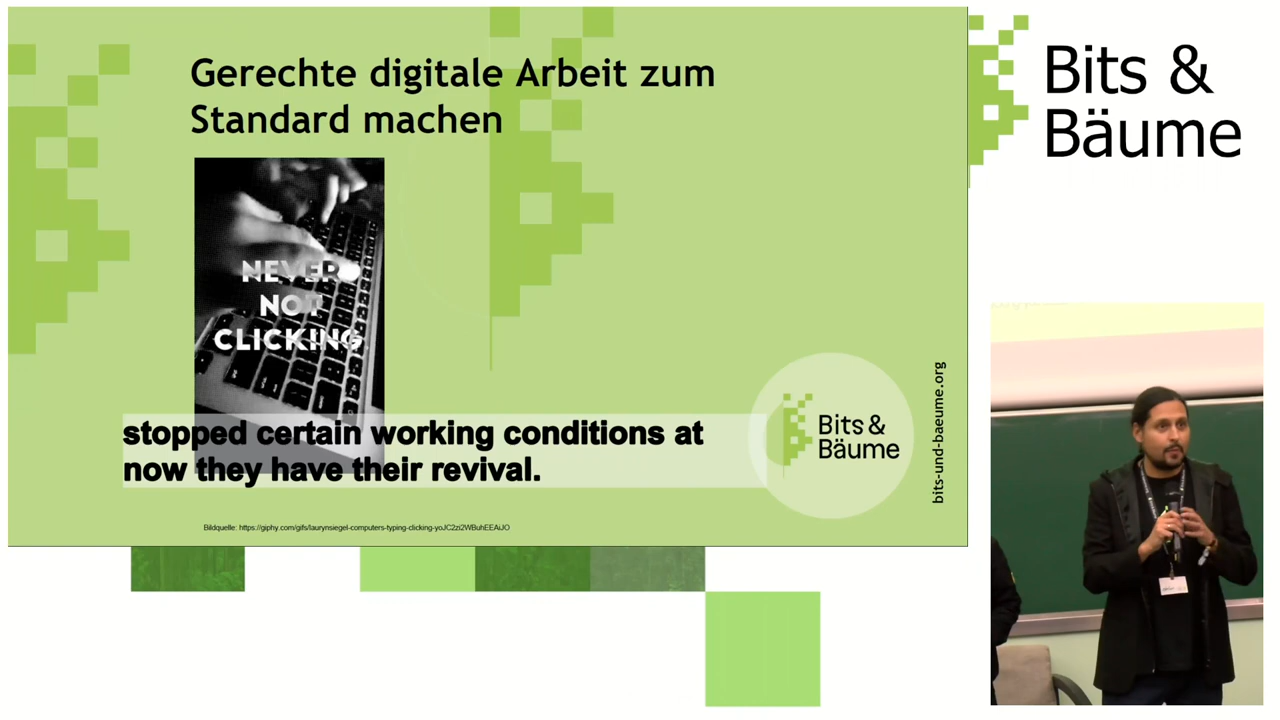 Gerechte digitale Arbeit zum
Standard machen
NEVER
NOT
CLICKING
stopped certain working conditions at
now they have their revival.
Bits &
Bäume
bits-und-baeume.org
Bildquelle: https://giphy.com/gifs/laurynsiegel-computers-typing-clicking-yoJC2zi2WBuhEEAiJO
Bits &
Bäume